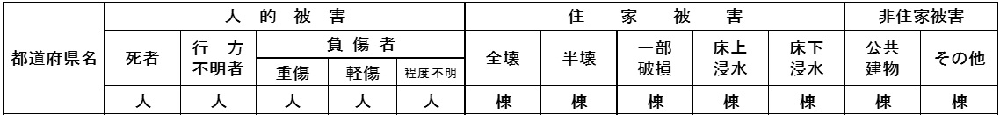 人的被害 住家被害 非住家被害
都道府県名 死者 行方不明者 負傷者 全壊 半壊 一部破損 床上浸水 床下浸水 公共建物 その他
重傷 軽傷 程度不明
人 人 人 人 人 棟 棟 棟 棟 棟 棟 棟